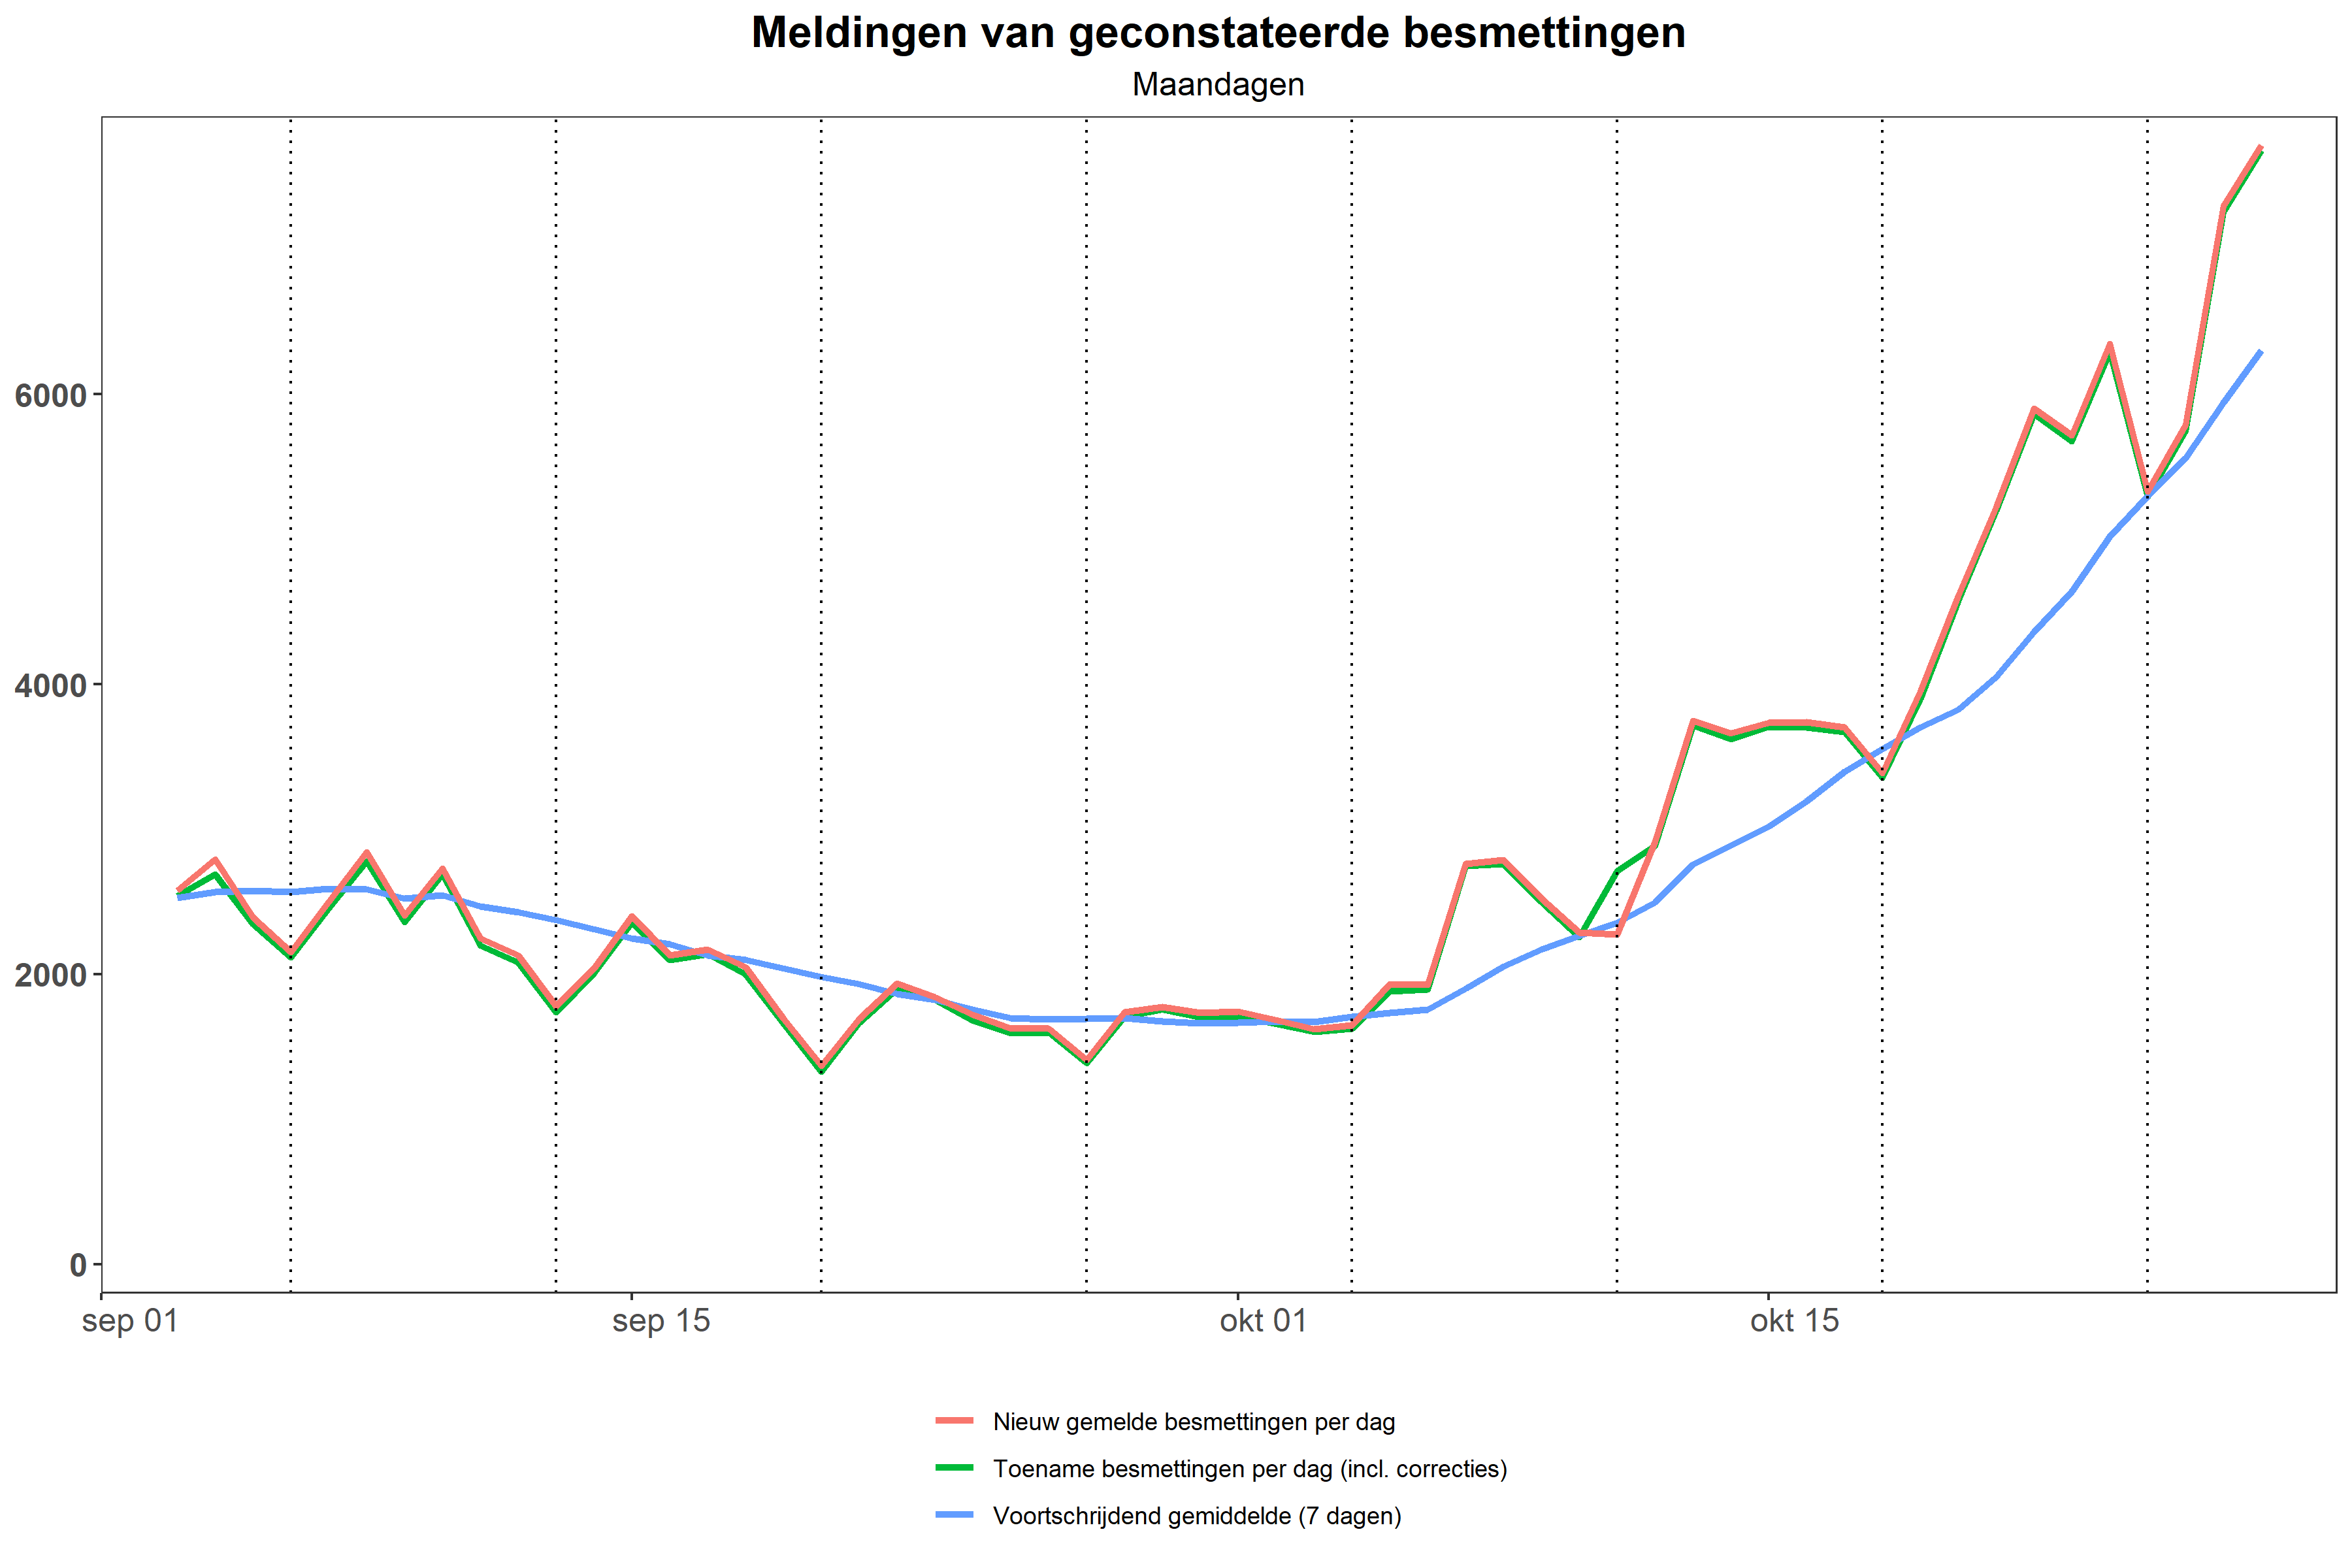 Meldingen van geconstateerde besmettingen
Maandagen
6000
4000
2000
0
sep 01
sep 15
okt 01
okt 15
Nieuw gemelde besmettingen per dag
Toename besmettingen per dag (incl. correcties)
Voortschrijdend gemiddelde (7 dagen)